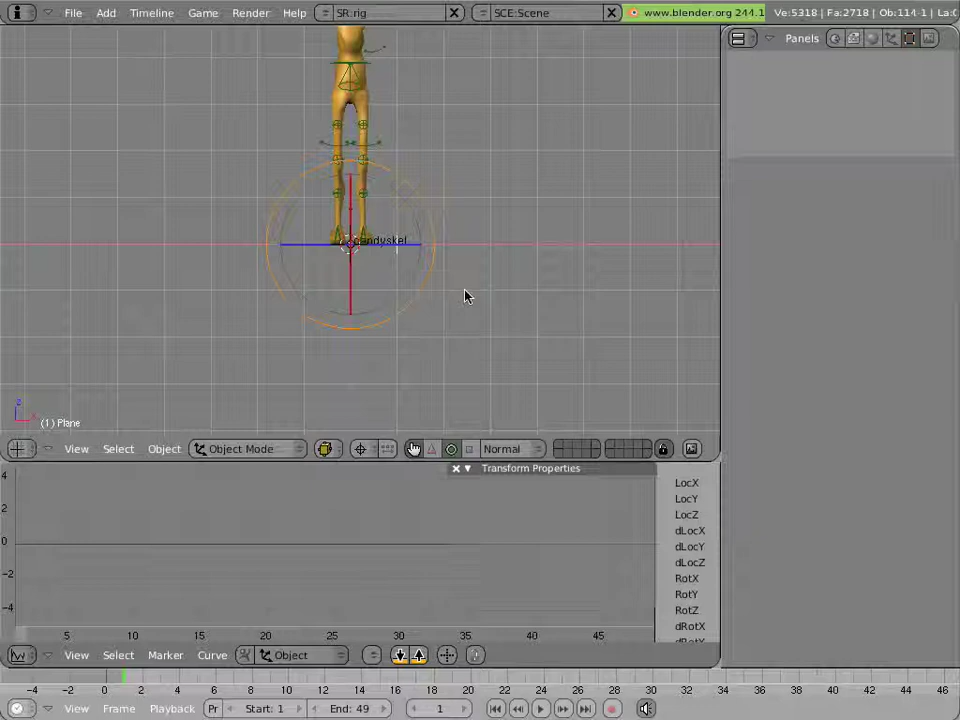 File Add Timeline Game Render Help SR:rig SCE:Scene www.blender.org 244.1 Ve:5318 | Fa:2718 | Ob:114-1 | La:
Panels
candyskel
z
(1) Plane
View Select Object Object Mode Normal
Transform Properties
4
2
0
-2
-4
LocX
LocY
LocZ
dLocX
dLocY
dLocZ
RotX
RotY
RotZ
dRotX
5 10 15 20 25 30 35 40 45
View Select Marker Curve Object
-4 -2 0 2 4 6 8 10 12 14 16 18 20 22 24 26 28 30 32 34 36 38 40 42 44 46
View Frame Playback Pr Start: 1 End: 49 1